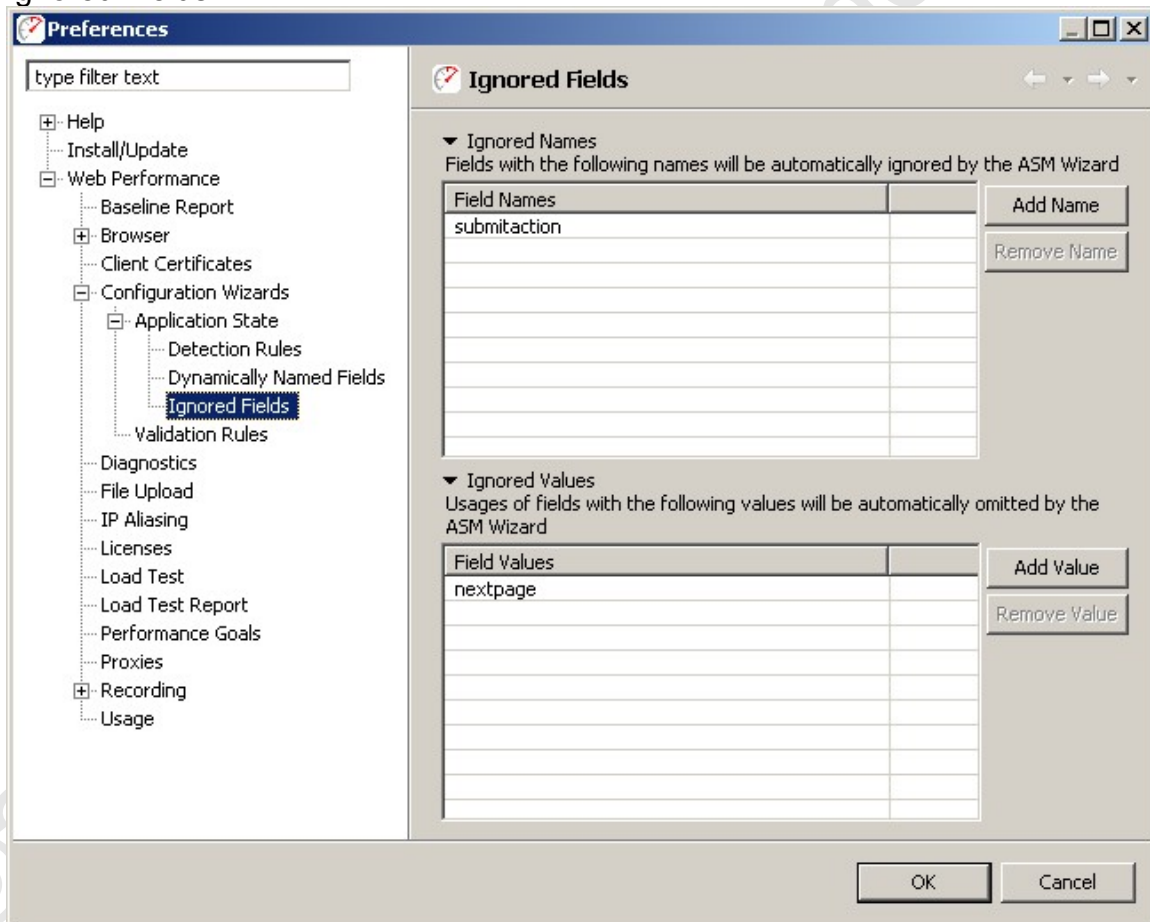 Preferences
type filter text
Help
Install/Update
Web Performance
Baseline Report
Browser
Client Certificates
Configuration Wizards
Application State
Detection Rules
Dynamically Named Fields
Ignored Fields
Validation Rules
Diagnostics
File Upload
IP Aliasing
Licenses
Load Test
Load Test Report
Performance Goals
Proxies
Recording
Usage
Ignored Fields
Ignored Names
Fields with the following names will be automatically ignored by the ASM Wizard
Field Names
submitaction
Add Name
Remove Name
Ignored Values
Usages of fields with the following values will be automatically omitted by the
ASM Wizard
Field Values
nextpage
Add Value
Remove Value
OK
Cancel